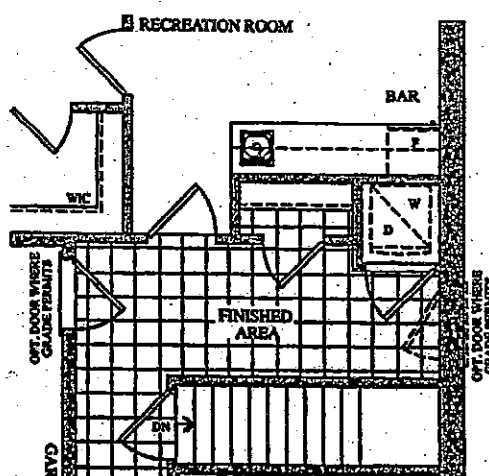 RECREATION ROOM
BAR
F
WIC
W
D
OPT. DOOR WHERE
GRADE PERMITS
FINISHED
AREA
OPT. DOOR WHERE
DN